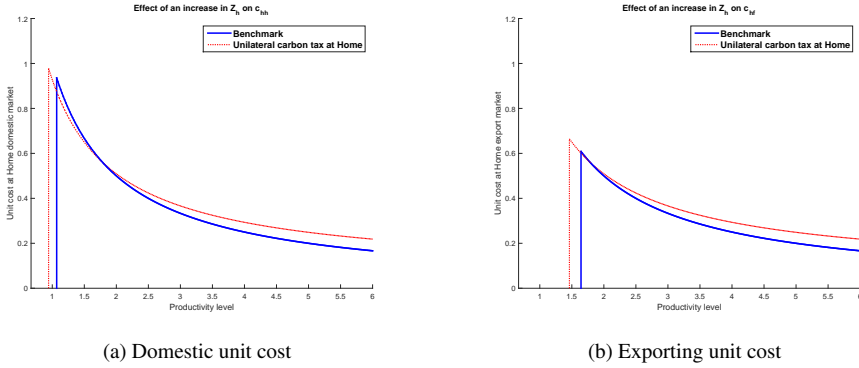 Effect of an increase in Z_h on c_hh
Benchmark
Unilateral carbon tax at Home
Unit cost at Home domestic market
1.2
1
0.8
0.6
0.4
0.2
0
1 1.5 2 2.5 3 3.5 4 4.5 5 5.5 6
Productivity level
(a) Domestic unit cost
Effect of an increase in Z_h on c_hf
Benchmark
Unilateral carbon tax at Home
Unit cost at Home export market
1.2
1
0.8
0.6
0.4
0.2
0
1 1.5 2 2.5 3 3.5 4 4.5 5 5.5 6
Productivity level
(b) Exporting unit cost